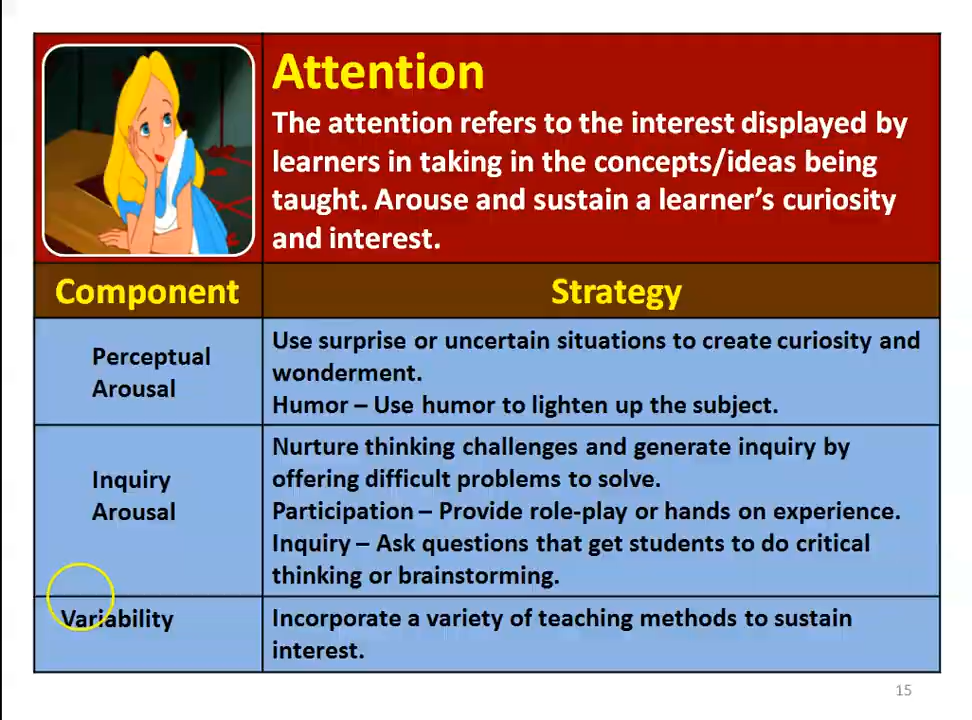 Attention
The attention refers to the interest displayed by
learners in taking in the concepts/ideas being
taught. Arouse and sustain a learner's curiosity
and interest.
Component
Strategy
Perceptual
Arousal
Use surprise or uncertain situations to create curiosity and
wonderment.
Humor – Use humor to lighten up the subject.
Inquiry
Arousal
Nurture thinking challenges and generate inquiry by
offering difficult problems to solve.
Participation – Provide role-play or hands on experience.
Inquiry – Ask questions that get students to do critical
thinking or brainstorming.
Variability
Incorporate a variety of teaching methods to sustain
interest.
15